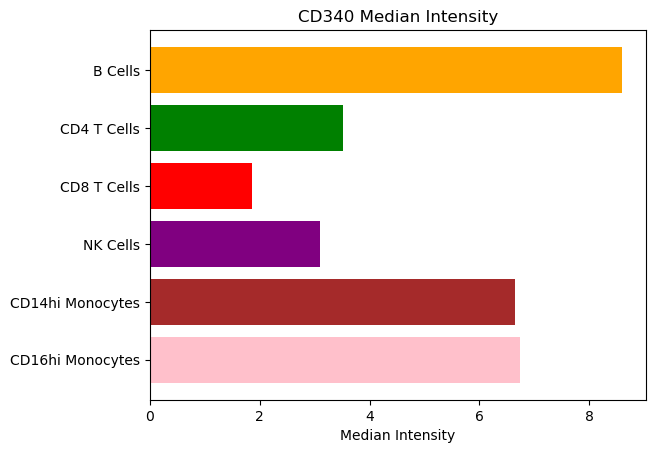 CD340 Median Intensity
B Cells
CD4 T Cells
CD8 T Cells
NK Cells
CD14hi Monocytes
CD16hi Monocytes
0 2 4 6 8
Median Intensity